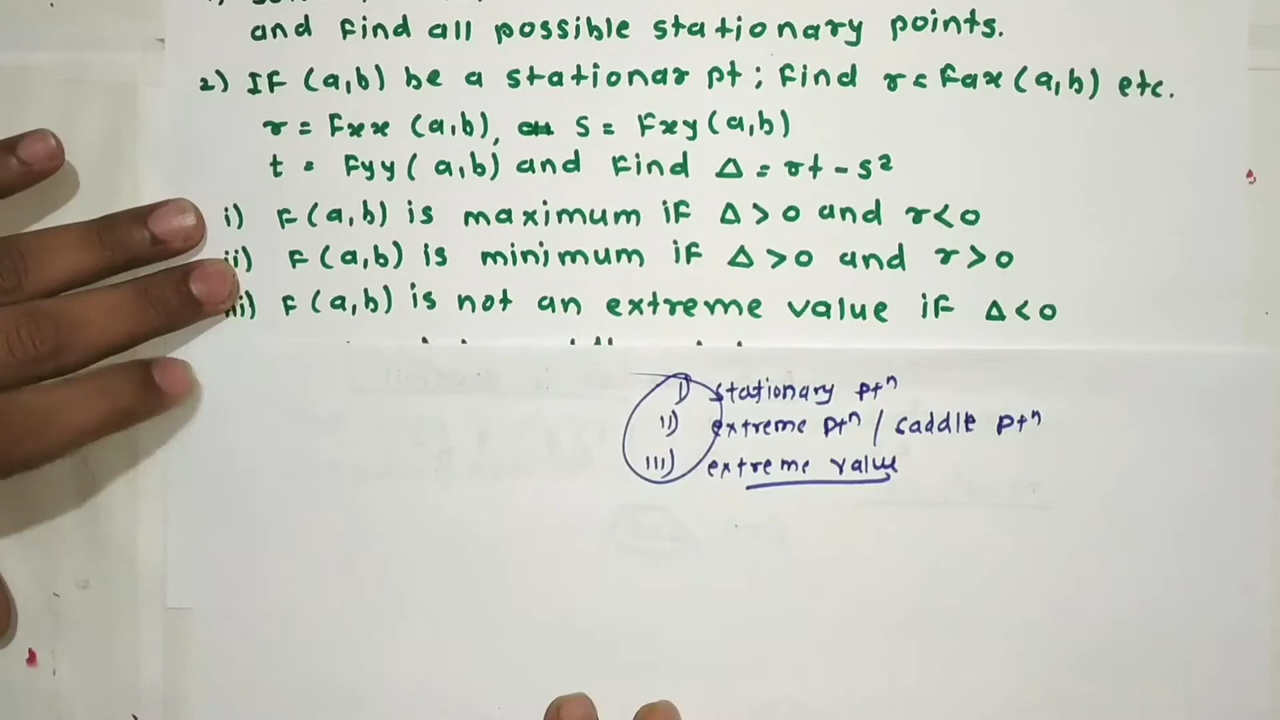 and find all possible stationary points.
2) If (a,b) be a stationar pt; find r = fax(a,b) etc.
r = Fxx (a,b), S = Fxy(a,b)
t = Fyy(a,b) and find Δ = rt - s²
i) F(a,b) is maximum if Δ>0 and r<0
ii) F(a,b) is minimum if Δ>0 and r>0
iii) F(a,b) is not an extreme value if Δ<0
i) stationary ptⁿ
ii) extreme ptⁿ / saddle ptⁿ
iii) extreme value